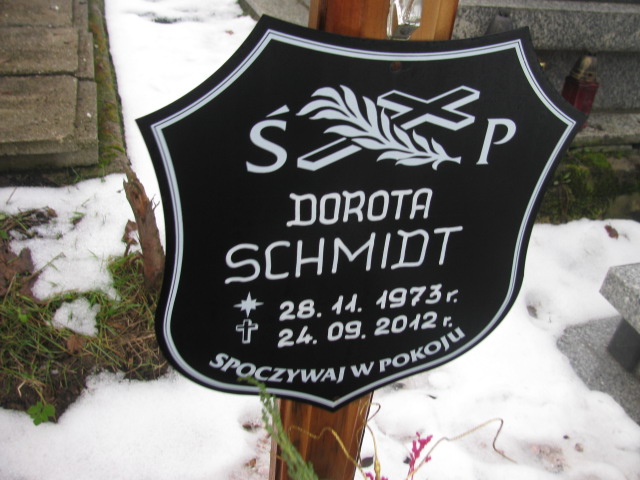 Ś P
DOROTA
SCHMIDT
28. 11. 1973 r.
24. 09. 2012 r.
SPOCZYWAJ W POKOJU